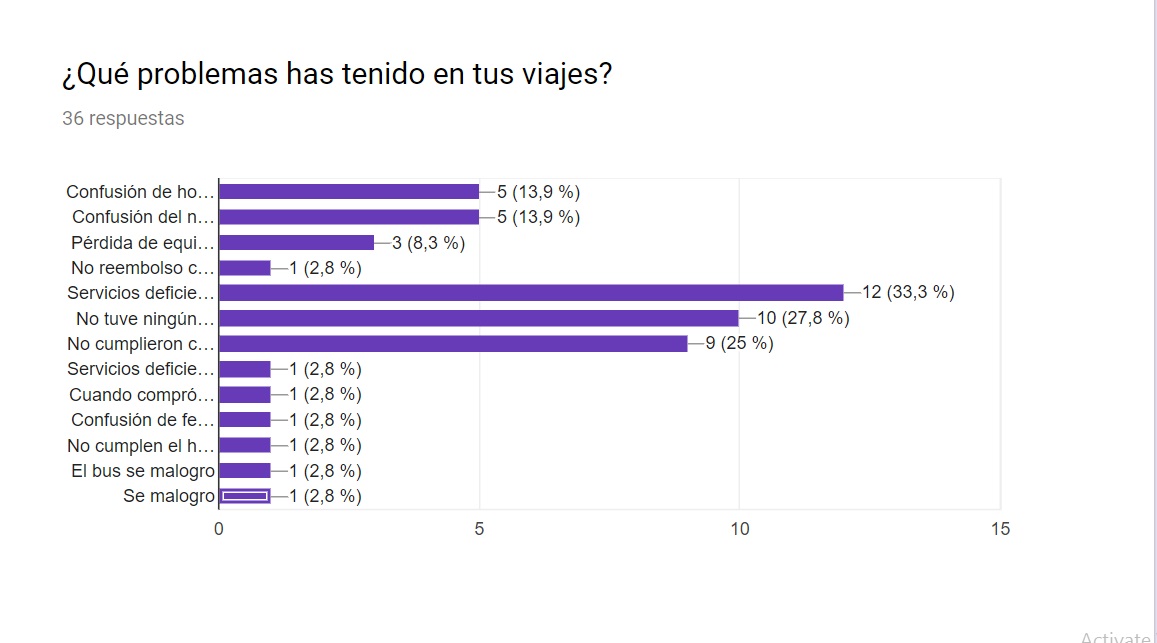 ¿Qué problemas has tenido en tus viajes?
36 respuestas
Confusión de ho… 5 (13,9 %)
Confusión del n… 5 (13,9 %)
Pérdida de equi… 3 (8,3 %)
No reembolso c… 1 (2,8 %)
Servicios deficie… 12 (33,3 %)
No tuve ningún… 10 (27,8 %)
No cumplieron c… 9 (25 %)
Servicios deficie… 1 (2,8 %)
Cuando compró… 1 (2,8 %)
Confusión de fe… 1 (2,8 %)
No cumplen el h… 1 (2,8 %)
El bus se malogro 1 (2,8 %)
Se malogro 1 (2,8 %)
0 5 10 15
Activate